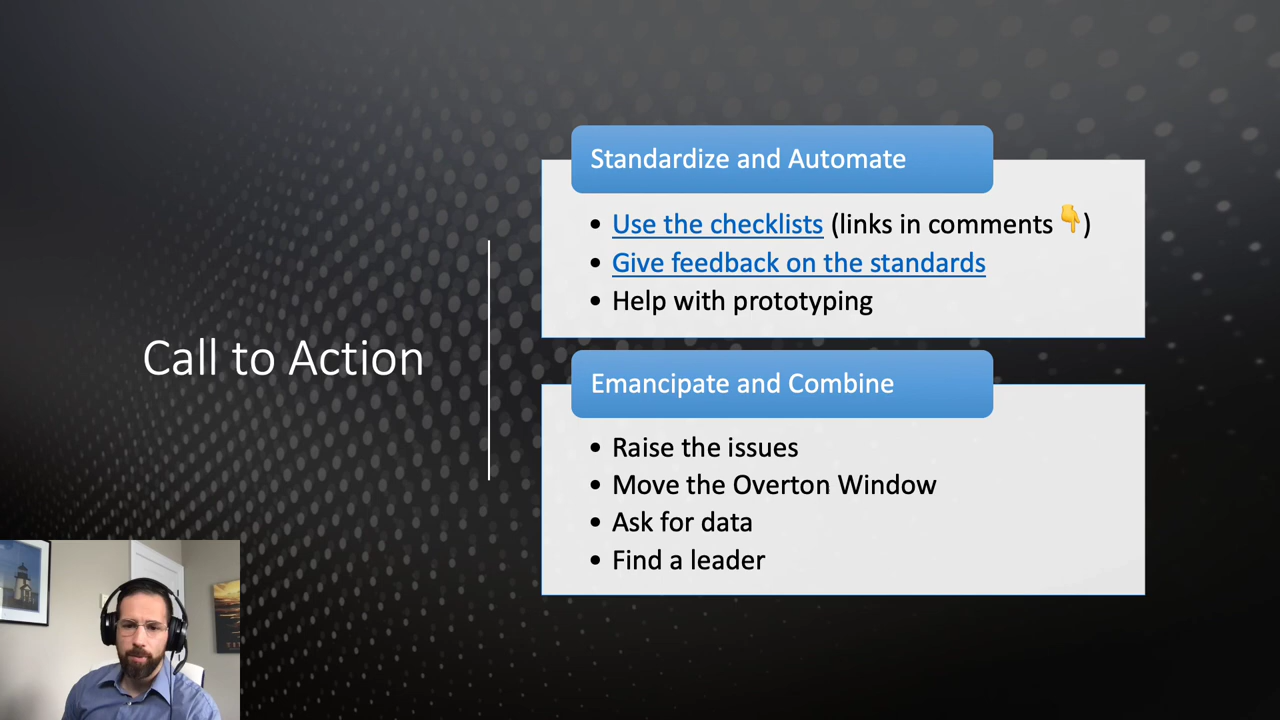 Call to Action
Standardize and Automate
• Use the checklists (links in comments 👇)
• Give feedback on the standards
• Help with prototyping
Emancipate and Combine
• Raise the issues
• Move the Overton Window
• Ask for data
• Find a leader